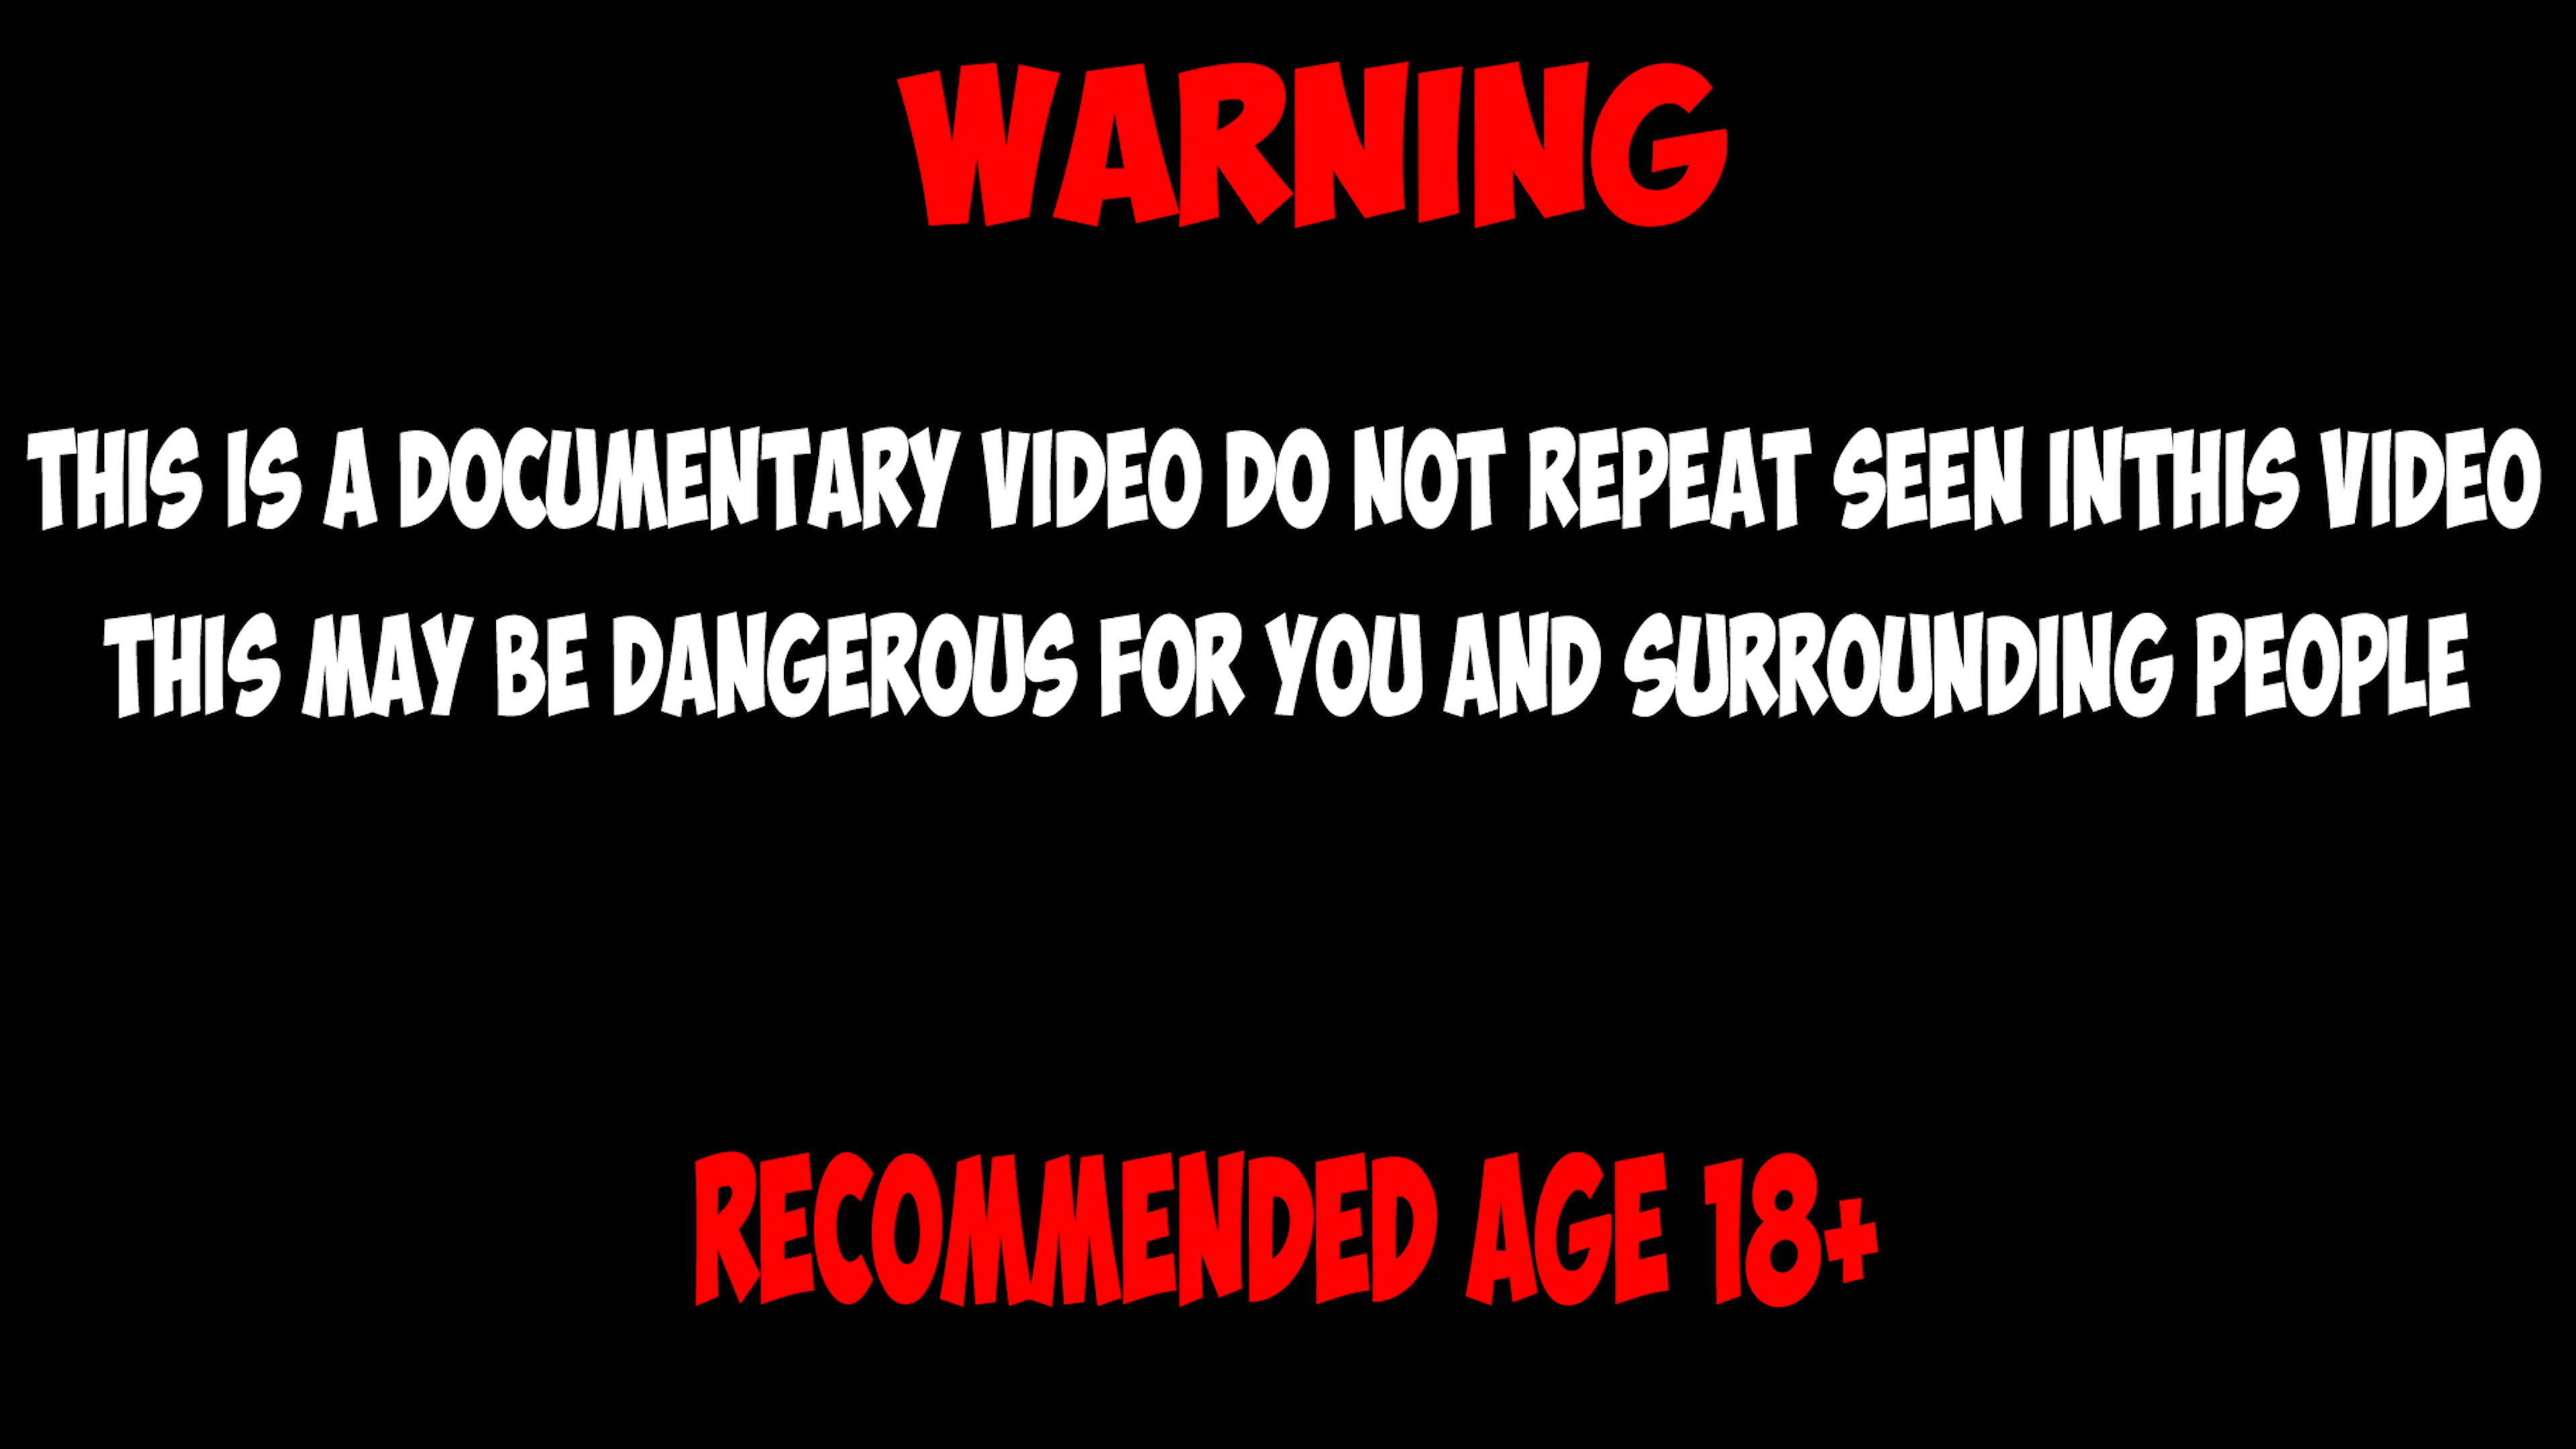 WARNING
THIS IS A DOCUMENTARY VIDEO DO NOT REPEAT SEEN INTHIS VIDEO
THIS MAY BE DANGEROUS FOR YOU AND SURROUNDING PEOPLE
RECOMMENDED AGE 18+